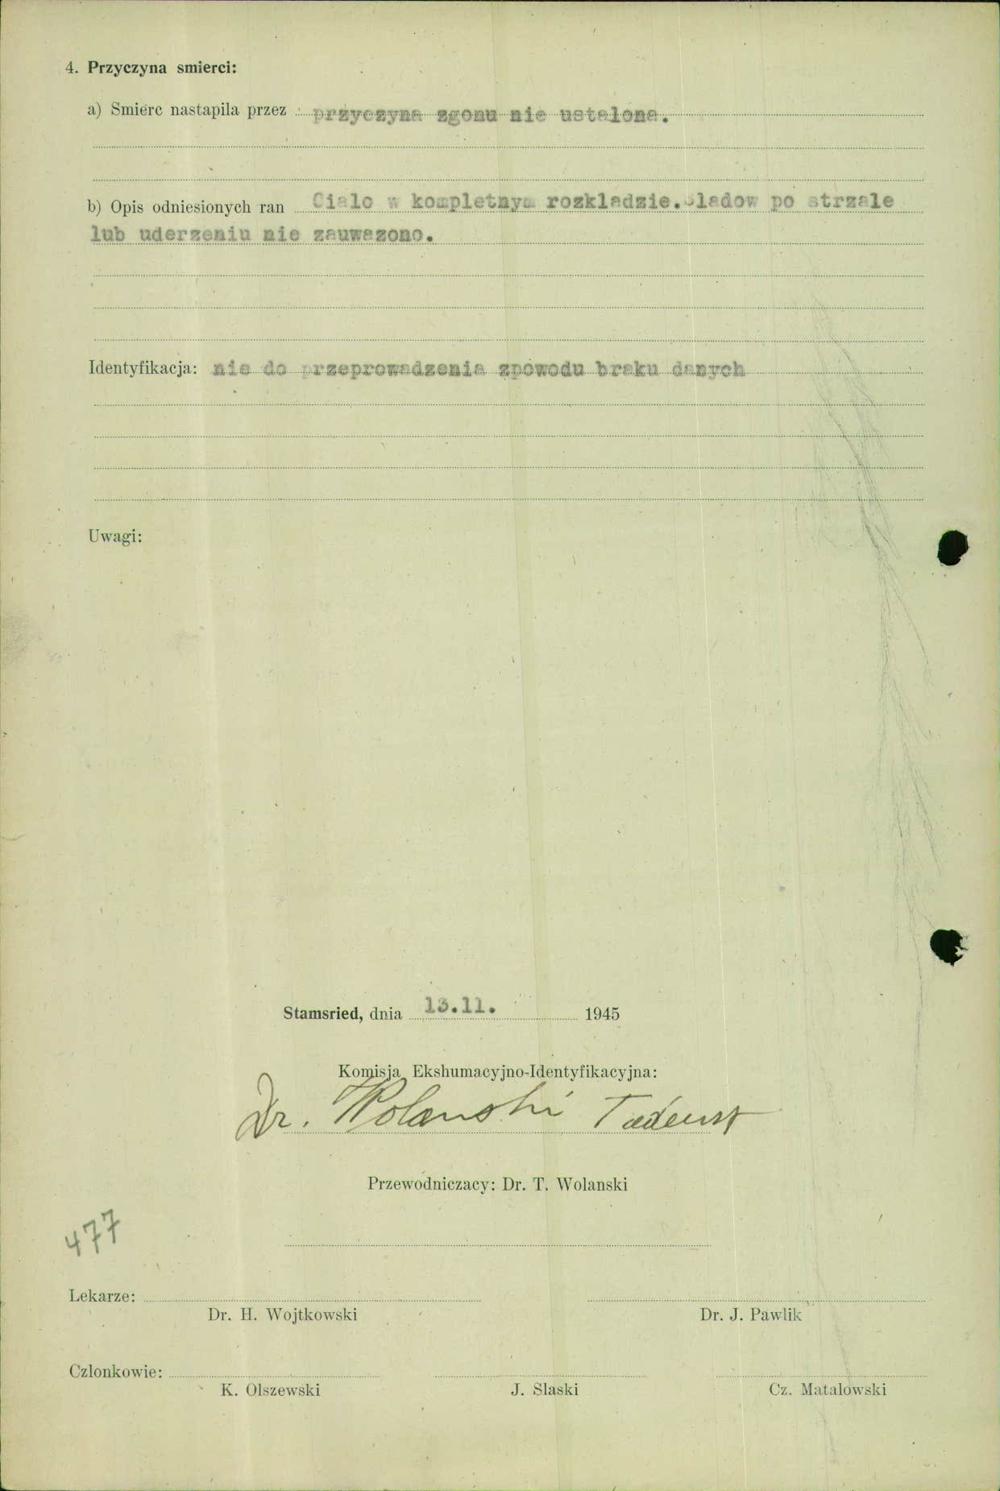 4. Przyczyna smierci:
a) Smierc nastapila przez przyczyna zgonu nie ustalona.
b) Opis odniesionych ran Cialo w kompletnym rozkladzie. Sladow po strzale
lub uderzeniu nie zauwazono.
Identyfikacja: nie do przeprowadzenia zpowodu braku danych
Uwagi:
Stamsried, dnia 13.11. 1945
Komisja Ekshumacyjno-Identyfikacyjna:
Dr. Wolanski Tadeusz
Przewodniczacy: Dr. T. Wolanski
477
Lekarze:
Dr. H. Wojtkowski Dr. J. Pawlik
Czlonkowie:
K. Olszewski J. Slaski Cz. Matalowski